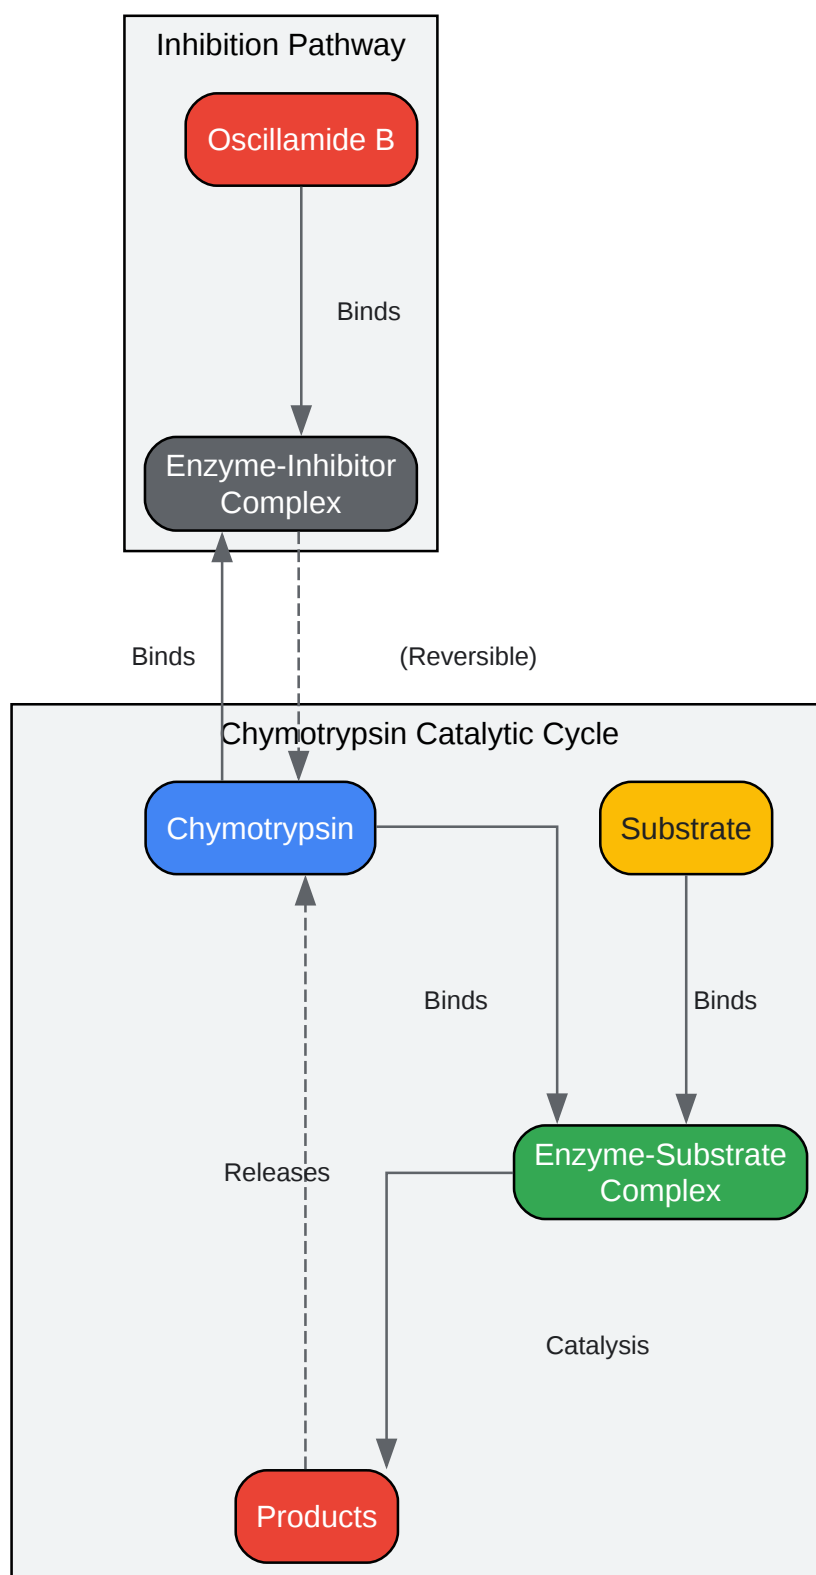 Inhibition Pathway
Oscillamide B
Binds
Enzyme-Inhibitor
Complex
Binds
(Reversible)
Chymotrypsin Catalytic Cycle
Chymotrypsin
Substrate
Binds
Binds
Enzyme-Substrate
Complex
Releases
Catalysis
Products